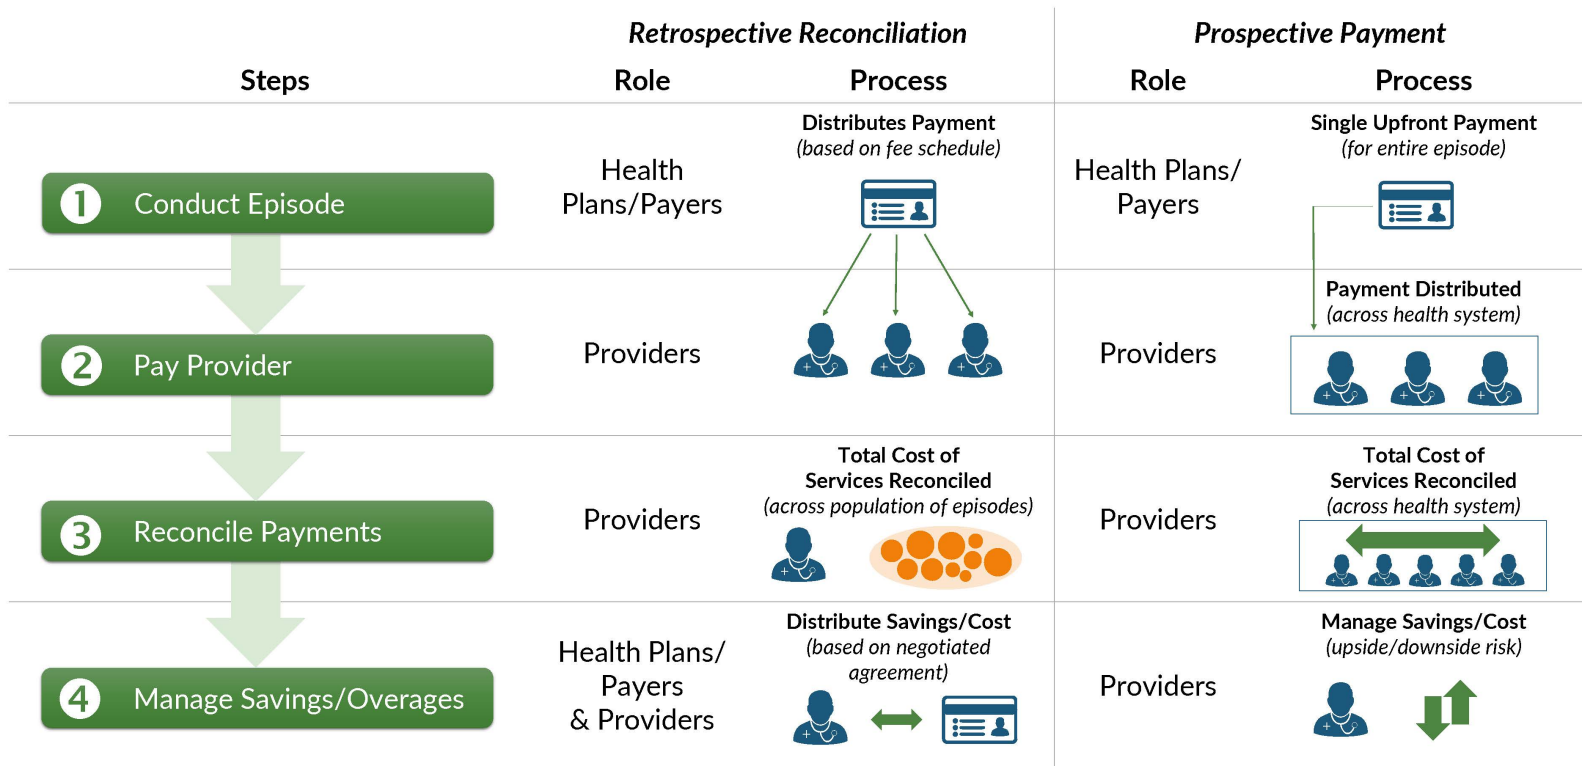 Retrospective Reconciliation
Prospective Payment
Steps
Role
Process
Role
Process
1
Conduct Episode
Health
Plans/Payers
Distributes Payment
(based on fee schedule)
Health Plans/
Payers
Single Upfront Payment
(for entire episode)
2
Pay Provider
Providers
Providers
Payment Distributed
(across health system)
3
Reconcile Payments
Providers
Total Cost of
Services Reconciled
(across population of episodes)
Providers
Total Cost of
Services Reconciled
(across health system)
4
Manage Savings/Overages
Health Plans/
Payers
& Providers
Distribute Savings/Cost
(based on negotiated
agreement)
Providers
Manage Savings/Cost
(upside/downside risk)